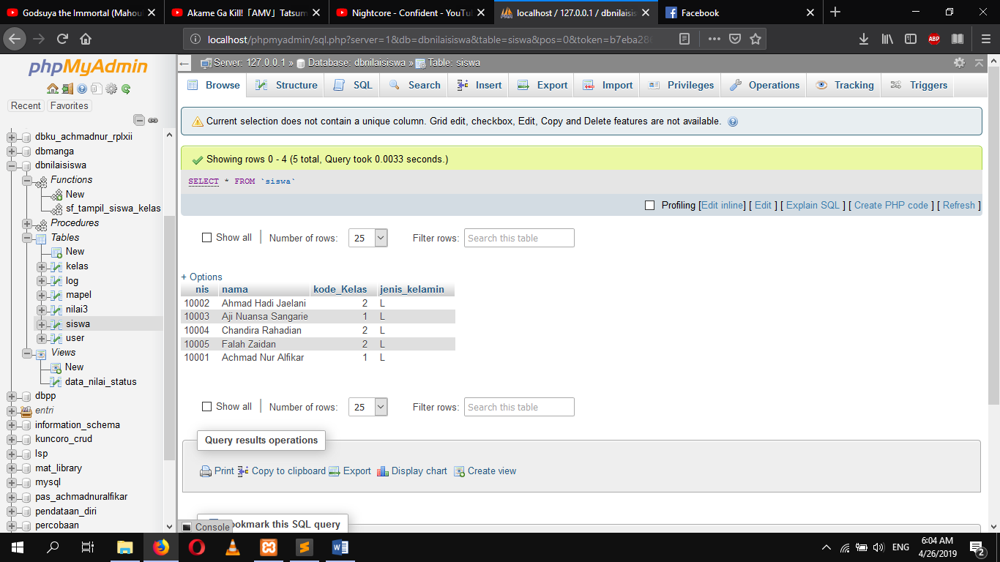 Godsuya the Immortal (Mahou
Akame Ga Kill!「AMV」Tatsum
Nightcore - Confident - YouTu
localhost / 127.0.0.1 / dbnilaisis
Facebook
localhost/phpmyadmin/sql.php?server=1&db=dbnilaisiswa&table=siswa&pos=0&token=b7eba286
ABP
phpMyAdmin
Recent Favorites
dbku_achmadnur_rplxii
dbmanga
dbnilaisiswa
Functions
New
sf_tampil_siswa_kelas
Procedures
Tables
New
kelas
log
mapel
nilai3
siswa
user
Views
New
data_nilai_status
dbpp
entri
information_schema
kuncoro_crud
lsp
mat_library
mysql
pas_achmadnuralfikar
pendataan_diri
percobaan
Server: 127.0.0.1 » Database: dbnilaisiswa » Table: siswa
Browse Structure SQL Search Insert Export Import Privileges Operations Tracking Triggers
Current selection does not contain a unique column. Grid edit, checkbox, Edit, Copy and Delete features are not available.
Showing rows 0 - 4 (5 total, Query took 0.0033 seconds.)
SELECT * FROM `siswa`
Profiling [Edit inline] [ Edit ] [ Explain SQL ] [ Create PHP code ] [ Refresh ]
Show all Number of rows: 25 Filter rows: Search this table
+ Options
nis nama kode_Kelas jenis_kelamin
10002 Ahmad Hadi Jaelani 2 L
10003 Aji Nuansa Sangarie 1 L
10004 Chandira Rahadian 2 L
10005 Falah Zaidan 2 L
10001 Achmad Nur Alfikar 1 L
Show all Number of rows: 25 Filter rows: Search this table
Query results operations
Print Copy to clipboard Export Display chart Create view
ookmark this SQL query
Console
ENG
6:04 AM
4/26/2019
2